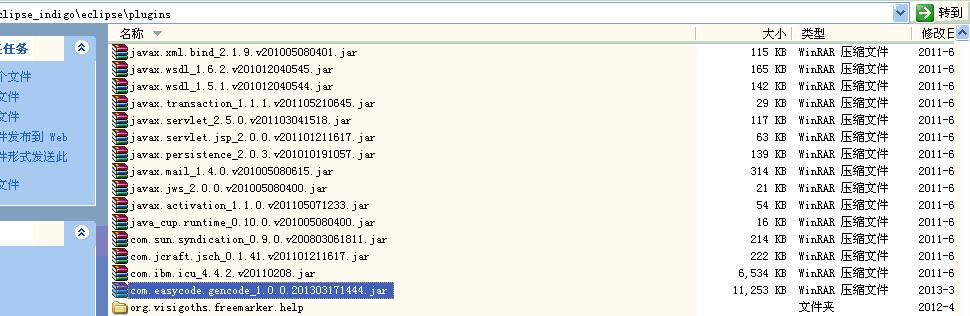 clipse_indigo\eclipse\plugins 转到
名称 大小 类型 修改日
javax.xml.bind_2.1.9.v201005080401.jar 115 KB WinRAR 压缩文件 2011-6
javax.wsdl_1.6.2.v201012040545.jar 165 KB WinRAR 压缩文件 2011-6
javax.wsdl_1.5.1.v201012040544.jar 142 KB WinRAR 压缩文件 2011-6
javax.transaction_1.1.1.v201105210645.jar 29 KB WinRAR 压缩文件 2011-6
javax.servlet_2.5.0.v201103041518.jar 117 KB WinRAR 压缩文件 2011-6
javax.servlet.jsp_2.0.0.v201101211617.jar 63 KB WinRAR 压缩文件 2011-6
javax.persistence_2.0.3.v201010191057.jar 139 KB WinRAR 压缩文件 2011-6
javax.mail_1.4.0.v201005080615.jar 314 KB WinRAR 压缩文件 2011-6
javax.jws_2.0.0.v201005080400.jar 21 KB WinRAR 压缩文件 2011-6
javax.activation_1.1.0.v201105071233.jar 54 KB WinRAR 压缩文件 2011-6
java_cup.runtime_0.10.0.v201005080400.jar 16 KB WinRAR 压缩文件 2011-6
com.sun.syndication_0.9.0.v200803061811.jar 214 KB WinRAR 压缩文件 2011-6
com.jcraft.jsch_0.1.41.v201101211617.jar 222 KB WinRAR 压缩文件 2011-6
com.ibm.icu_4.4.2.v20110208.jar 6,534 KB WinRAR 压缩文件 2011-6
com.easycode.gencode_1.0.0.201303171444.jar 11,253 KB WinRAR 压缩文件 2013-3
org.visigoths.freemarker.help 文件夹 2012-4
任务
个文件
文件
文件
件发布到 Web
件形式发送此
文件